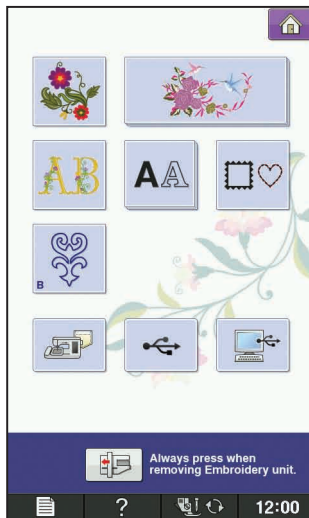 AB
AA
B
Always press when
removing Embroidery unit.
?
12:00